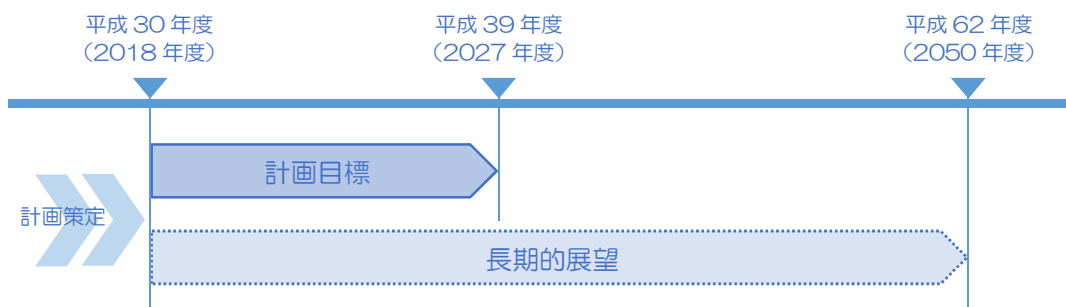 平成 30 年度
（2018 年度）
平成 39 年度
（2027 年度）
平成 62 年度
（2050 年度）
計画目標
計画策定
長期的展望